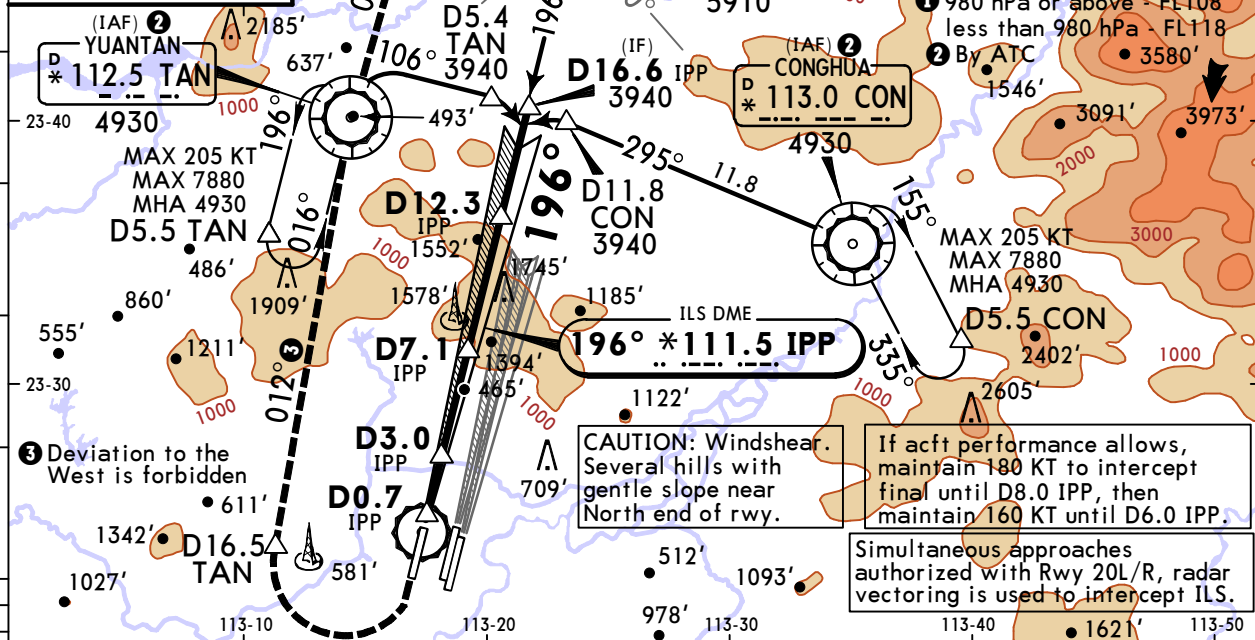 (IAF) 2
YUANTAN
D
* 112.5 TAN
4930
2185'
637'
1000
106°
D5.4
TAN
3940
196
(IF)
D16.6 IPP
3940
5910
(IAF) 2
CONGHUA
D
* 113.0 CON
4930
1 980 hPa or above - FL108
less than 980 hPa - FL118
2 By ATC
1546'
3580'
3091'
3973'
2000
3000
23-40
196°
493'
MAX 205 KT
MAX 7880
MHA 4930
D5.5 TAN
016°
486'
295°
11.8
D11.8
CON
3940
196°
D12.3
IPP
1552'
1000
1745'
155°
MAX 205 KT
MAX 7880
MHA 4930
D5.5 CON
335°
2402'
1000
2605'
1909'
860'
555'
1211'
1000
3
012°
23-30
1578'
1185'
ILS DME
196° *111.5 IPP
D7.1
IPP
1394'
465'
1000
1122'
1000
3 Deviation to the
West is forbidden
D3.0
IPP
709'
CAUTION: Windshear.
Several hills with
gentle slope near
North end of rwy.
If acft performance allows,
maintain 180 KT to intercept
final until D8.0 IPP, then
maintain 160 KT until D6.0 IPP.
D0.7
IPP
611'
1342'
D16.5
TAN
581'
1027'
512'
1093'
978'
Simultaneous approaches
authorized with Rwy 20L/R, radar
vectoring is used to intercept ILS.
1621'
113-10
113-20
113-30
113-40
113-50